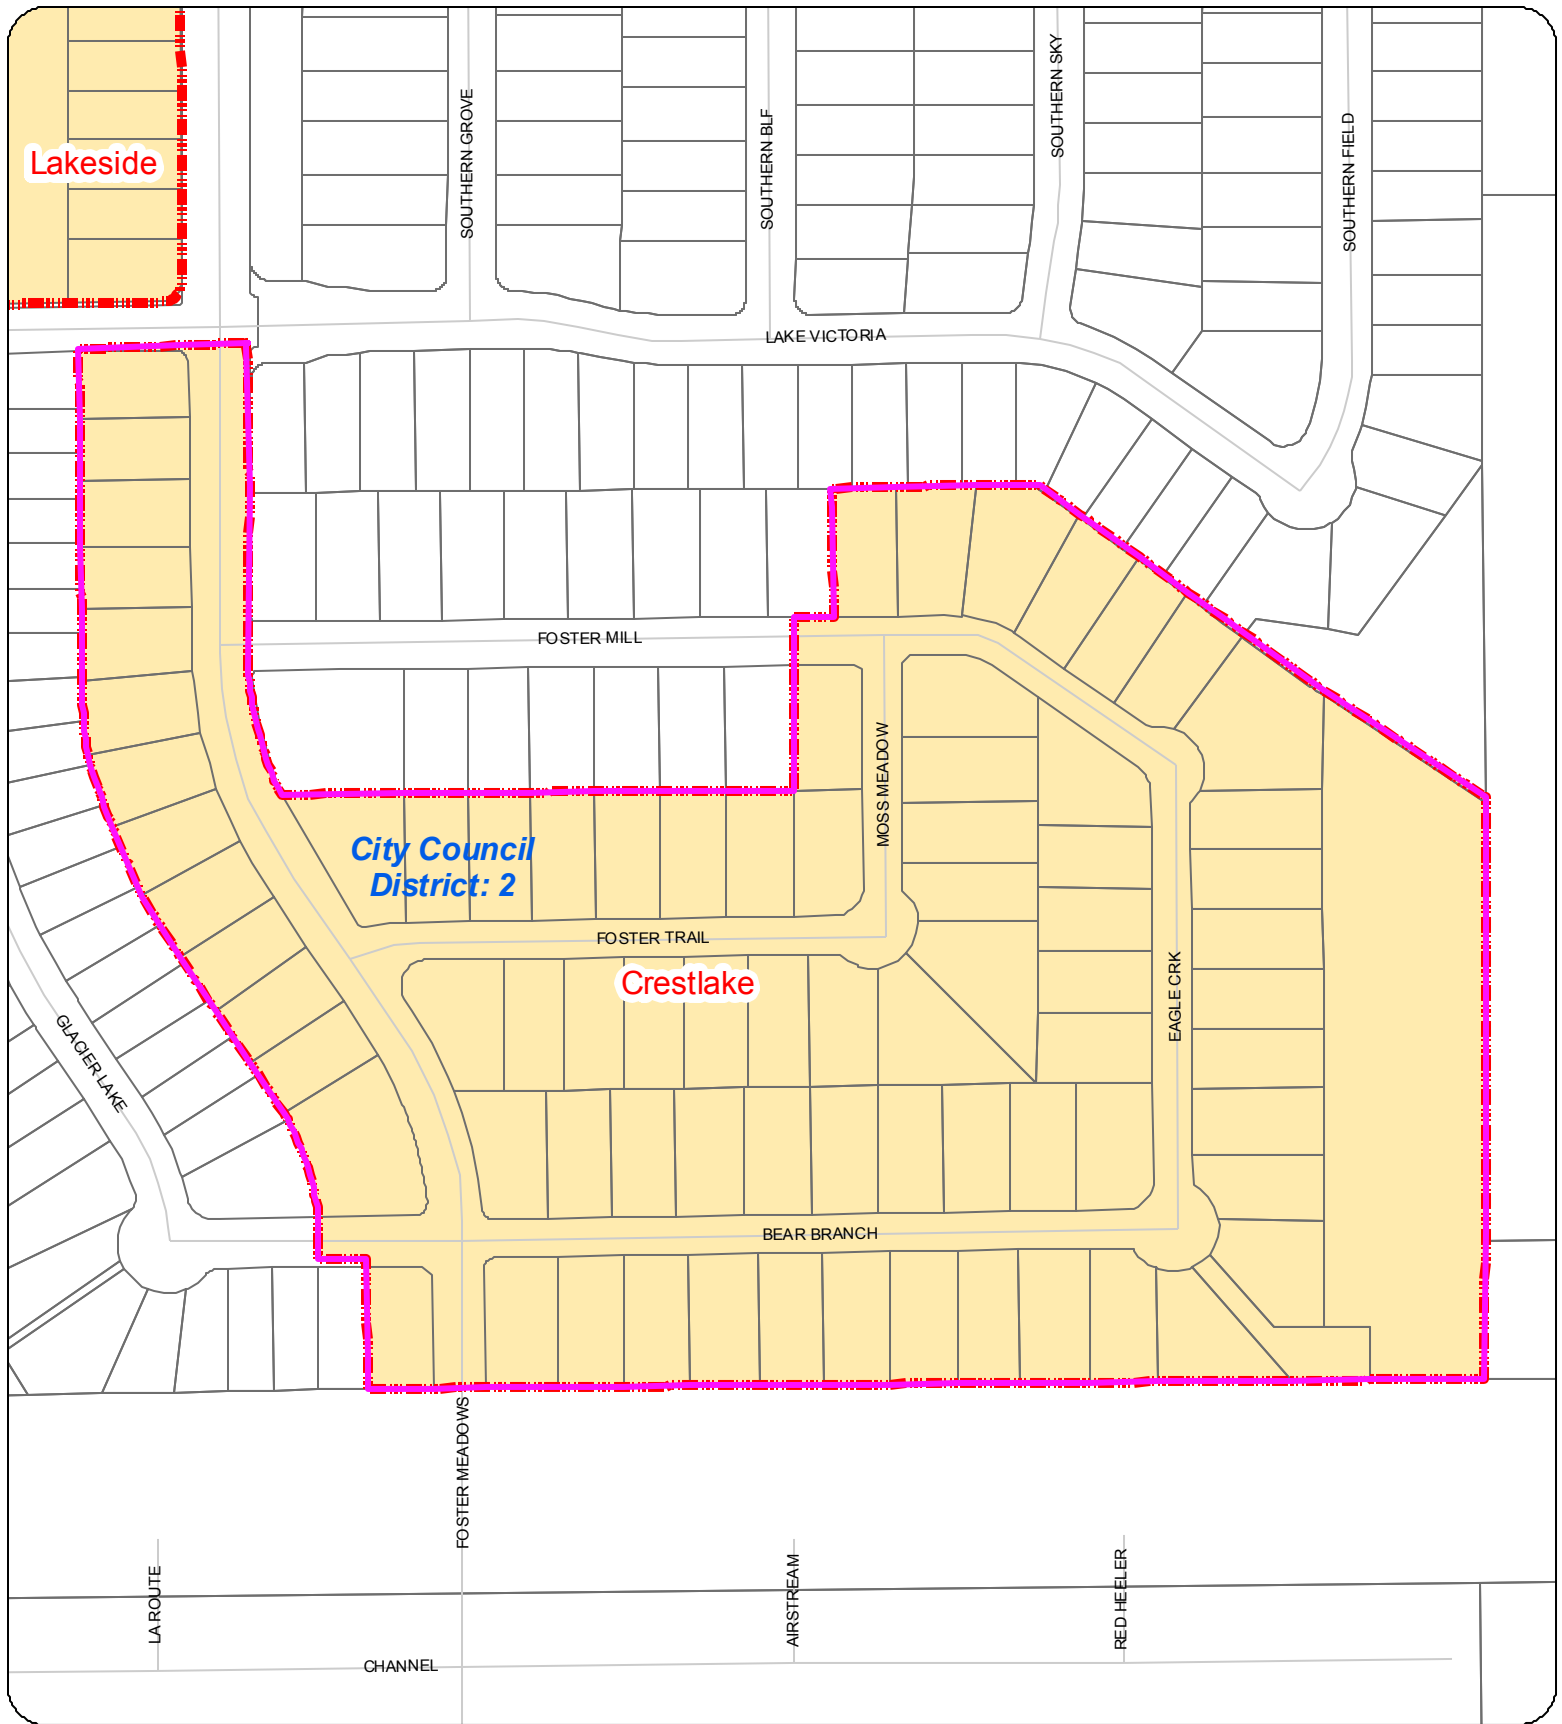 SOUTHERN SKY
SOUTHERN GROVE
SOUTHERN BLF
SOUTHERN FIELD
Lakeside
LAKE VICTORIA
FOSTER MILL
MOSS MEADOW
City Council
District: 2
FOSTER TRAIL
Crestlake
EAGLE CRK
GLACIER LAKE
BEAR BRANCH
FOSTER MEADOWS
LA ROUTE
AIRSTREAM
RED HEELER
CHANNEL